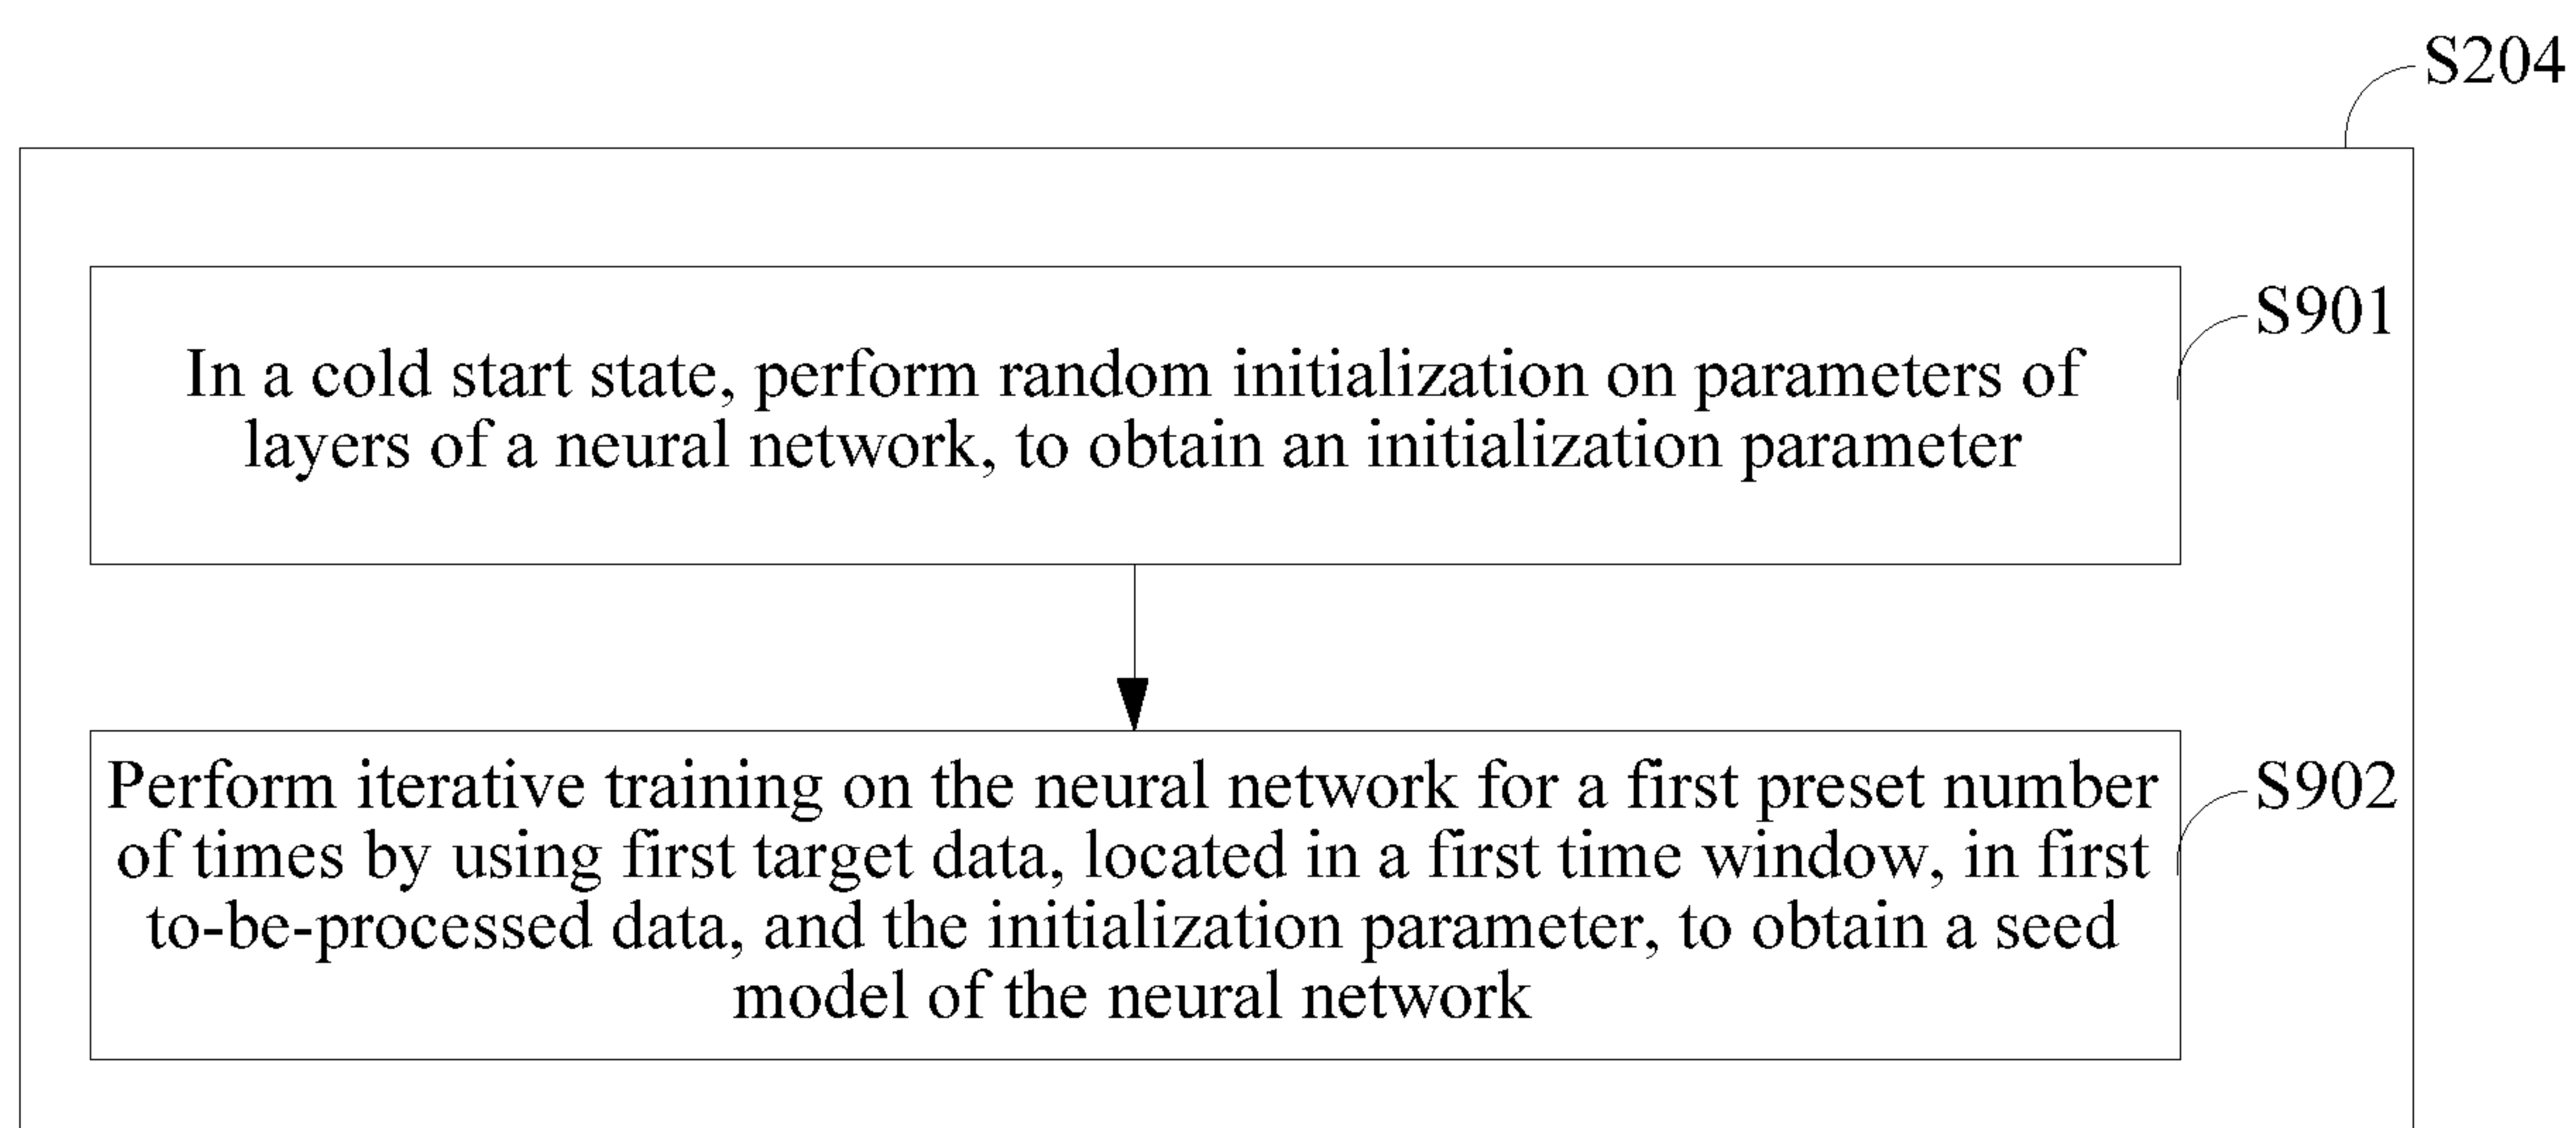 S204
S901
In a cold start state, perform random initialization on parameters of
layers of a neural network, to obtain an initialization parameter
S902
Perform iterative training on the neural network for a first preset number
of times by using first target data, located in a first time window, in first
to-be-processed data, and the initialization parameter, to obtain a seed
model of the neural network